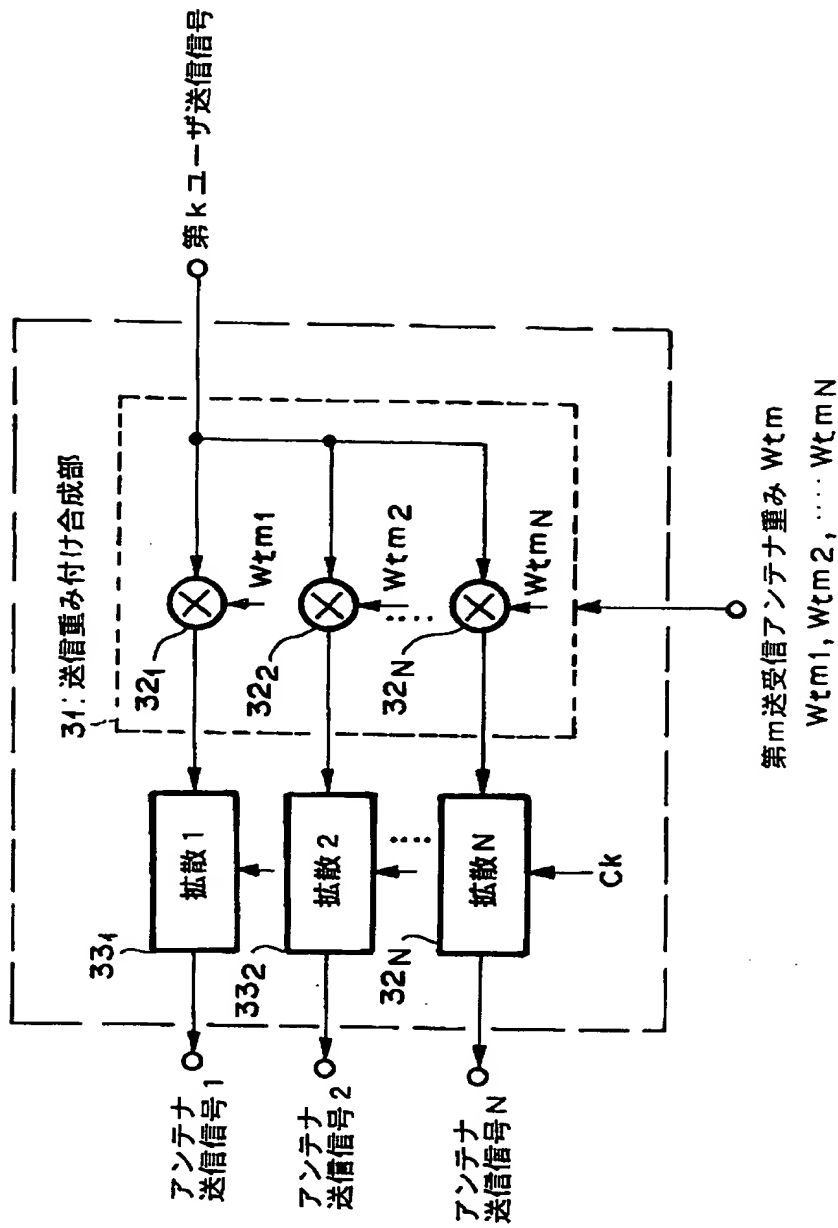 第kユーザ送信信号
31:送信重み付け合成部
32₁
Wtm1
32₂
Wtm2
‥‥
32N
WtmN
拡散1
33₁
拡散2
33₂
‥‥
拡散N
32N
Ck
アンテナ
送信信号1
アンテナ
送信信号2
アンテナ
送信信号N
第m送受信アンテナ重み Wtm
Wtm1, Wtm2, ‥‥ WtmN